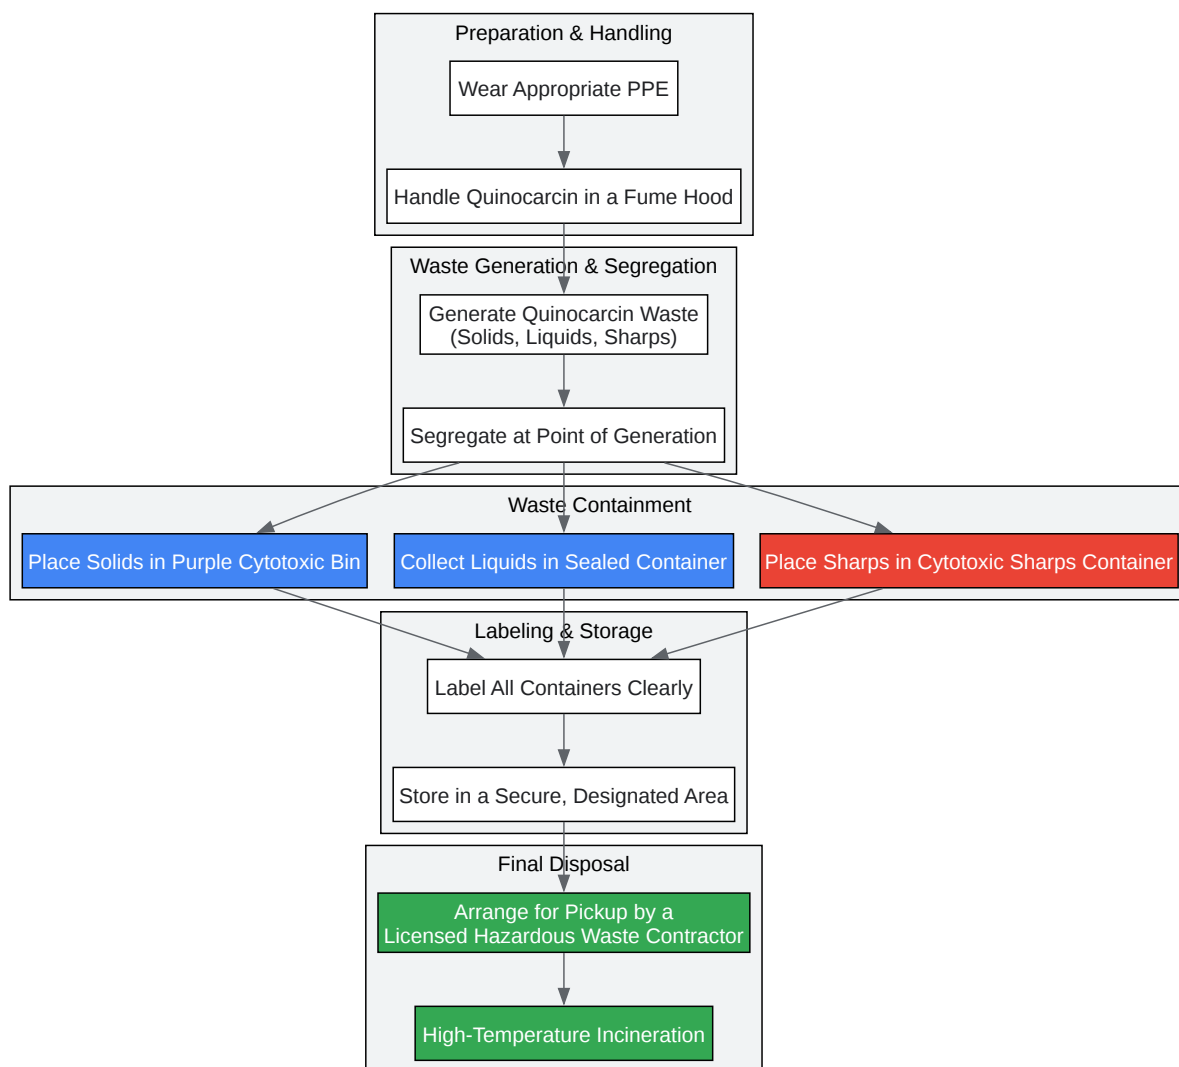 Preparation & Handling
Wear Appropriate PPE
Handle Quinocarcin in a Fume Hood
Waste Generation & Segregation
Generate Quinocarcin Waste
(Solids, Liquids, Sharps)
Segregate at Point of Generation
Waste Containment
Place Solids in Purple Cytotoxic Bin
Collect Liquids in Sealed Container
Place Sharps in Cytotoxic Sharps Container
Labeling & Storage
Label All Containers Clearly
Store in a Secure, Designated Area
Final Disposal
Arrange for Pickup by a
Licensed Hazardous Waste Contractor
High-Temperature Incineration